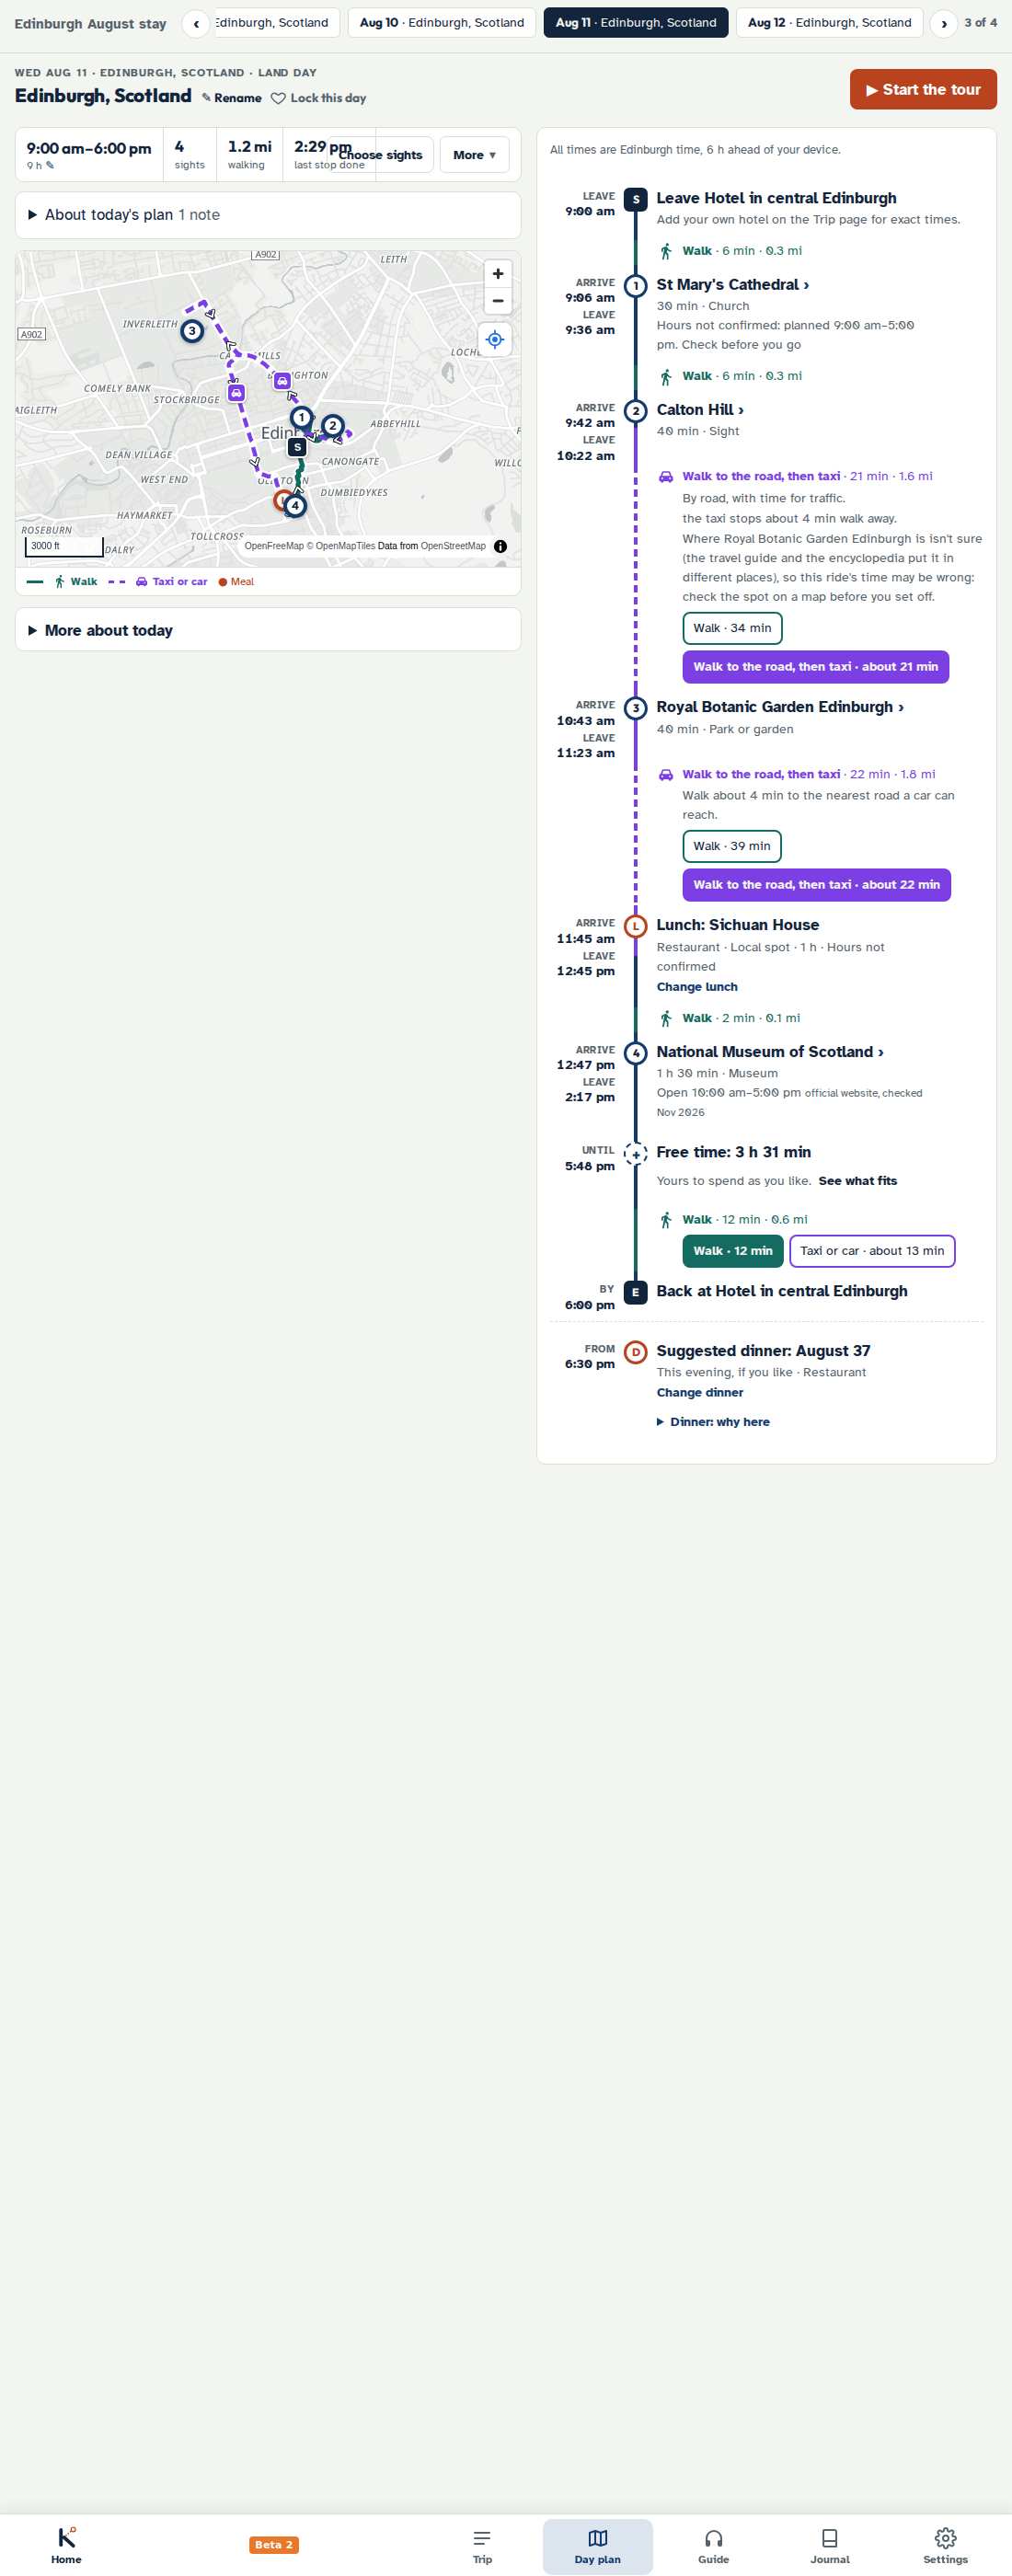 Edinburgh August stay
‹
Edinburgh, Scotland
Aug 10 · Edinburgh, Scotland
Aug 11 · Edinburgh, Scotland
Aug 12 · Edinburgh, Scotland
›
3 of 4
WED AUG 11 · EDINBURGH, SCOTLAND · LAND DAY
Edinburgh, Scotland ✎ Rename Lock this day
▶ Start the tour
9:00 am–6:00 pm
9 h ✎
4
sights
1.2 mi
walking
2:29 pm
last stop done
Choose sights
More ▾
▶ About today's plan 1 note
A902
LEITH
INVERLEITH
A902
3
COMELY BANK
STOCKBRIDGE
1
2
ABBEYHILL
S
DEAN VILLAGE
CANONGATE
WEST END
DUMBIEDYKES
4
HAYMARKET
ROSEBURN
TOLLCROSS
3000 ft
DALRY
OpenFreeMap © OpenMapTiles Data from OpenStreetMap
Walk
Taxi or car
Meal
▶ More about today
All times are Edinburgh time, 6 h ahead of your device.
LEAVE
9:00 am
S
Leave Hotel in central Edinburgh
Add your own hotel on the Trip page for exact times.
Walk · 6 min · 0.3 mi
ARRIVE
9:06 am
LEAVE
9:36 am
1
St Mary's Cathedral ›
30 min · Church
Hours not confirmed: planned 9:00 am–5:00
pm. Check before you go
Walk · 6 min · 0.3 mi
ARRIVE
9:42 am
LEAVE
10:22 am
2
Calton Hill ›
40 min · Sight
Walk to the road, then taxi · 21 min · 1.6 mi
By road, with time for traffic.
the taxi stops about 4 min walk away.
Where Royal Botanic Garden Edinburgh is isn't sure
(the travel guide and the encyclopedia put it in
different places), so this ride's time may be wrong:
check the spot on a map before you set off.
Walk · 34 min
Walk to the road, then taxi · about 21 min
ARRIVE
10:43 am
LEAVE
11:23 am
3
Royal Botanic Garden Edinburgh ›
40 min · Park or garden
Walk to the road, then taxi · 22 min · 1.8 mi
Walk about 4 min to the nearest road a car can
reach.
Walk · 39 min
Walk to the road, then taxi · about 22 min
ARRIVE
11:45 am
LEAVE
12:45 pm
L
Lunch: Sichuan House
Restaurant · Local spot · 1 h · Hours not
confirmed
Change lunch
Walk · 2 min · 0.1 mi
ARRIVE
12:47 pm
LEAVE
2:17 pm
4
National Museum of Scotland ›
1 h 30 min · Museum
Open 10:00 am–5:00 pm official website, checked
Nov 2026
UNTIL
5:48 pm
+
Free time: 3 h 31 min
Yours to spend as you like. See what fits
Walk · 12 min · 0.6 mi
Walk · 12 min
Taxi or car · about 13 min
BY
6:00 pm
E
Back at Hotel in central Edinburgh
FROM
6:30 pm
D
Suggested dinner: August 37
This evening, if you like · Restaurant
Change dinner
▶ Dinner: why here
Home
Beta 2
Trip
Day plan
Guide
Journal
Settings